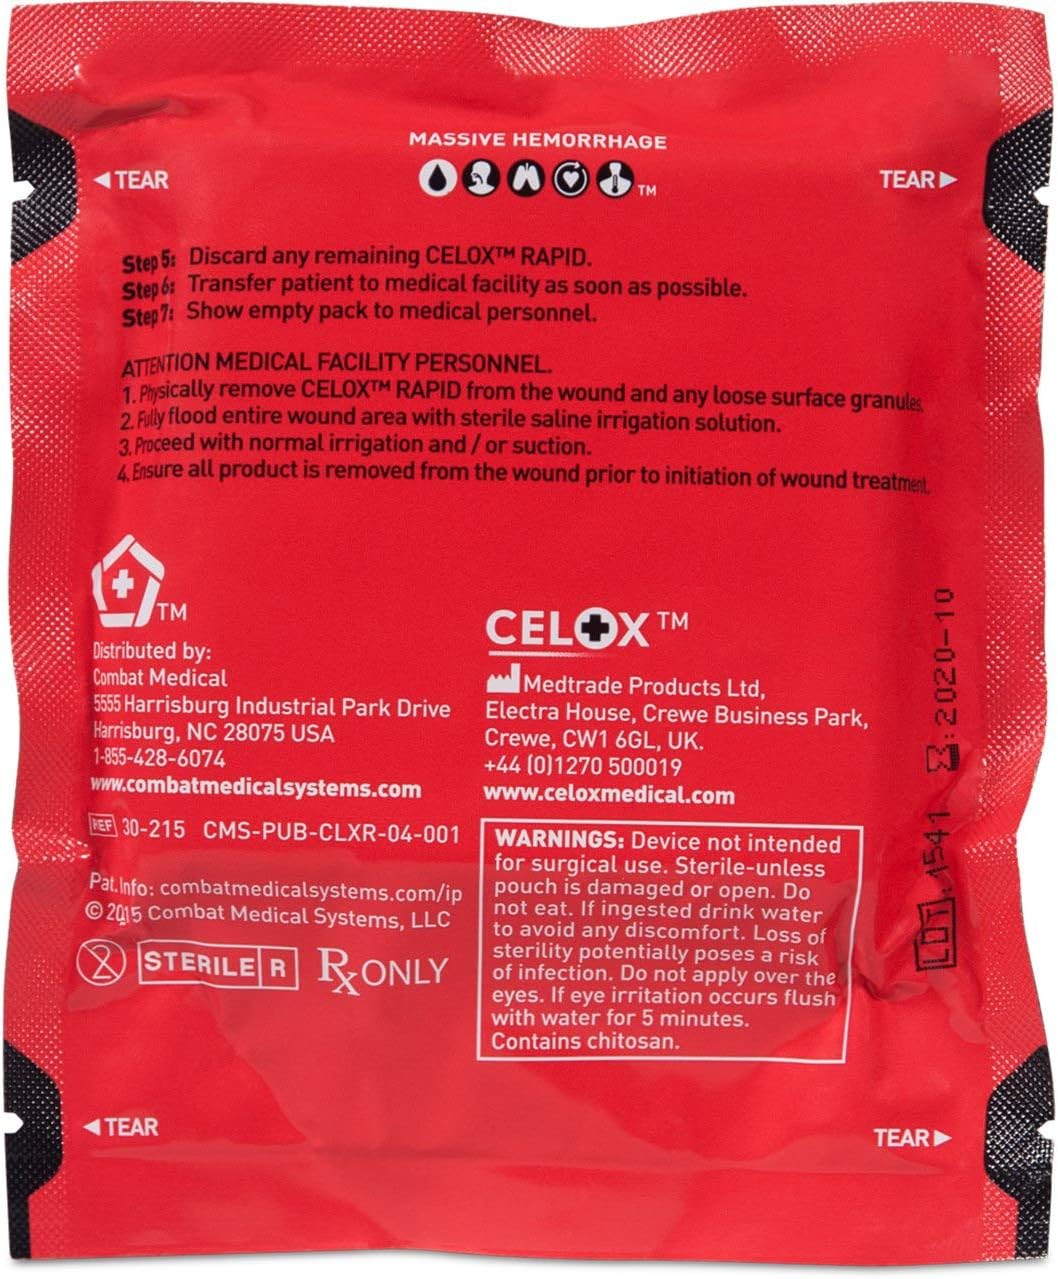 MASSIVE HEMORRHAGE
TEAR
TEAR
TM
Step 5: Discard any remaining CELOX™ RAPID.
Step 6: Transfer patient to medical facility as soon as possible.
Step 7: Show empty pack to medical personnel.
ATTENTION MEDICAL FACILITY PERSONNEL.
1. Physically remove CELOX™ RAPID from the wound and any loose surface granules.
2. Fully flood entire wound area with sterile saline irrigation solution.
3. Proceed with normal irrigation and / or suction.
4. Ensure all product is removed from the wound prior to initiation of wound treatment.
TM
Distributed by:
Combat Medical
5555 Harrisburg Industrial Park Drive
Harrisburg, NC 28075 USA
1-855-428-6074
www.combatmedicalsystems.com
REF 30-215 CMS-PUB-CLXR-04-001
Pat. Info: combatmedicalsystems.com/ip
© 2015 Combat Medical Systems, LLC
2 STERILE R Rx ONLY
CELOX™
Medtrade Products Ltd,
Electra House, Crewe Business Park,
Crewe, CW1 6GL, UK.
+44 (0)1270 500019
www.celoxmedical.com
WARNINGS: Device not intended
for surgical use. Sterile-unless
pouch is damaged or open. Do
not eat. If ingested drink water
to avoid any discomfort. Loss of
sterility potentially poses a risk
of infection. Do not apply over the
eyes. If eye irritation occurs flush
with water for 5 minutes.
Contains chitosan.
LOT: 1541 :2020-10
TEAR
TEAR